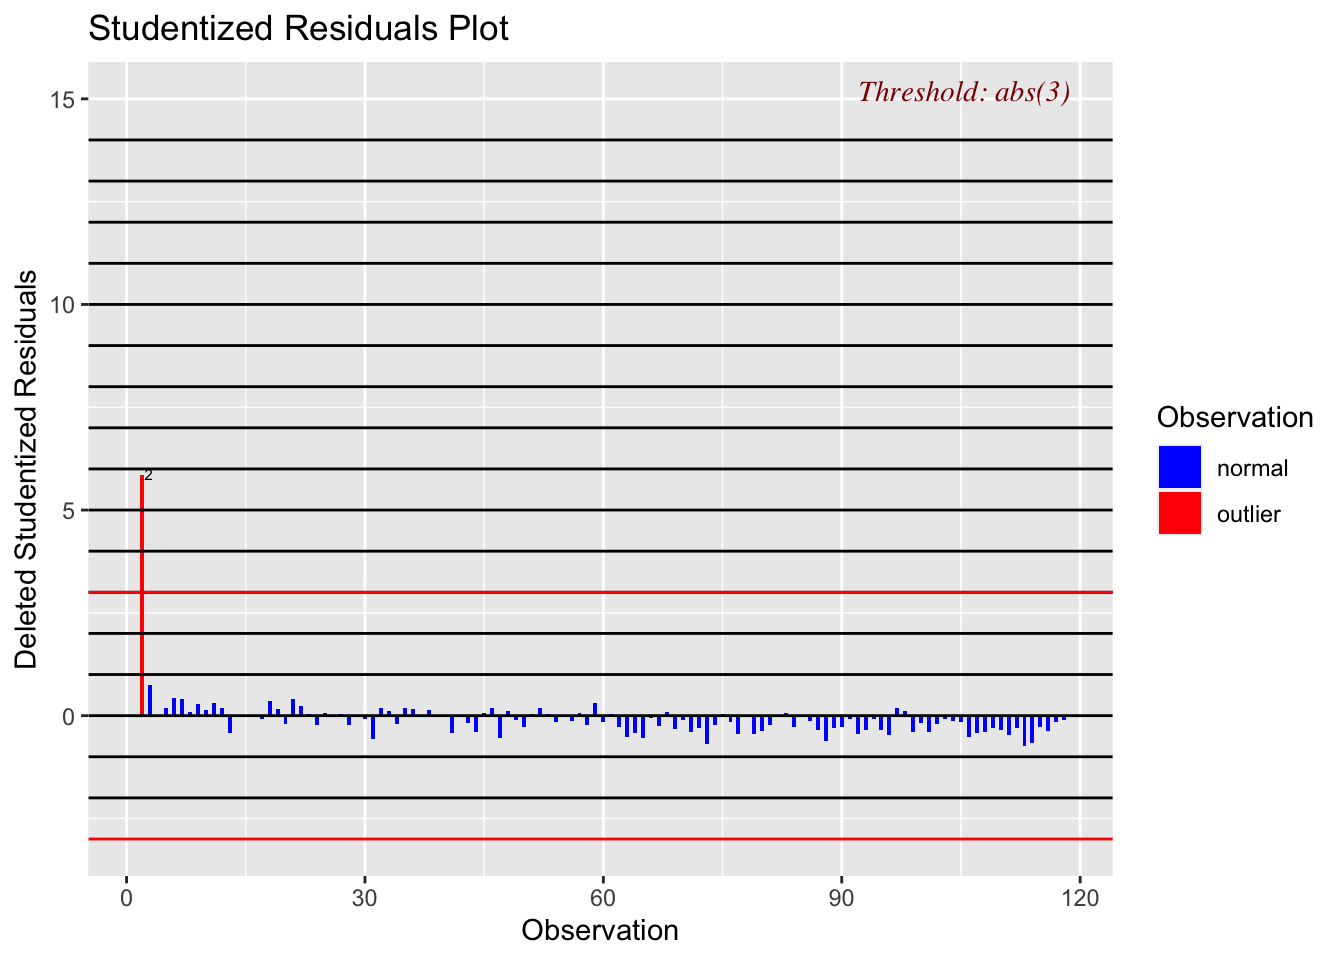 Studentized Residuals Plot
Threshold: abs(3)
15
10
5
0
2
Deleted Studentized Residuals
0
30
60
90
120
Observation
Observation
normal
outlier